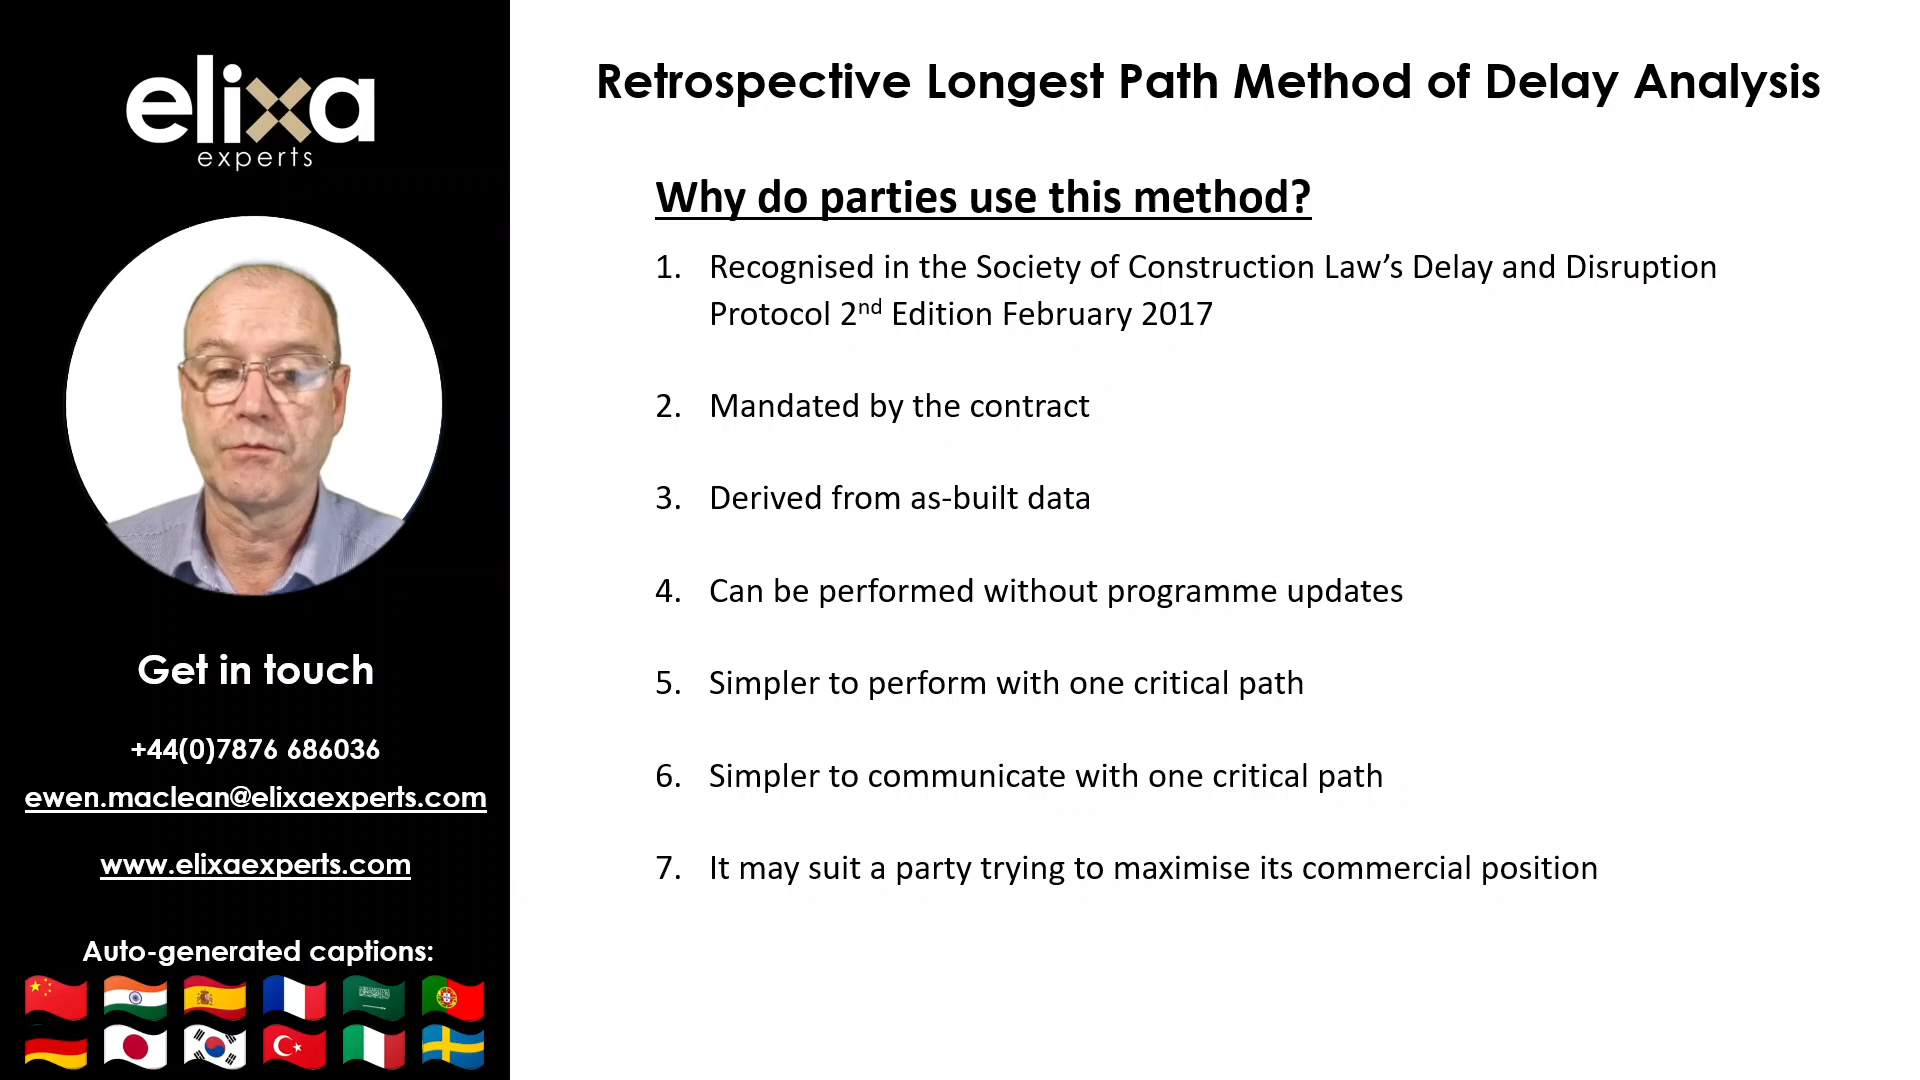 elixa
experts
Get in touch
+44(0)7876 686036
ewen.maclean@elixaexperts.com
www.elixaexperts.com
Auto-generated captions:
Retrospective Longest Path Method of Delay Analysis
Why do parties use this method?
1. Recognised in the Society of Construction Law’s Delay and Disruption
Protocol 2nd Edition February 2017
2. Mandated by the contract
3. Derived from as-built data
4. Can be performed without programme updates
5. Simpler to perform with one critical path
6. Simpler to communicate with one critical path
7. It may suit a party trying to maximise its commercial position